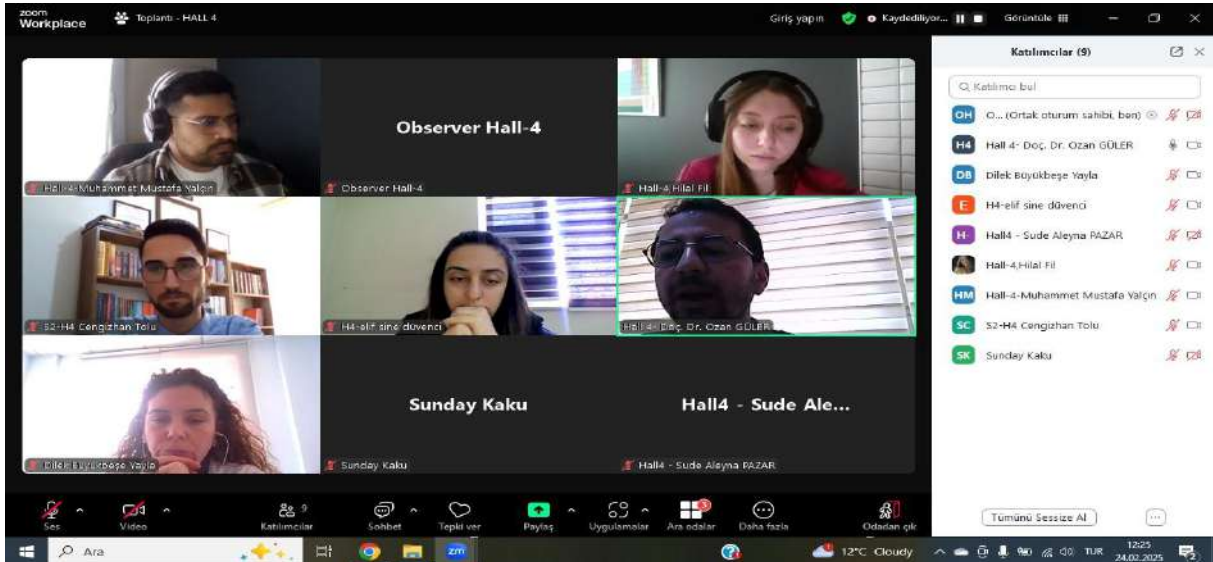 zoom
Workplace
Toplantı - HALL 4
Giriş yapın
Kaydediliyor...
Görüntüle
Observer Hall-4
Hall-4-Muhammet Mustafa Yalçın
Observer Hall-4
Hall-4,Hilal Fil
S2-H4 Cengizhan Tolu
H4-elif sine düvenci
Hall 4- Doç. Dr. Ozan GÜLER
Sunday Kaku
Hall4 - Sude Ale...
Dilek Büyükbeşe Yayla
Sunday Kaku
Hall4 - Sude Aleyna PAZAR
Katılımcılar (9)
Katılımcı bul
OH O... (Ortak oturum sahibi, ben)
H4 Hall 4- Doç. Dr. Ozan GÜLER
DB Dilek Büyükbeşe Yayla
E H4-elif sine düvenci
H- Hall4 - Sude Aleyna PAZAR
Hall-4,Hilal Fil
HM Hall-4-Muhammet Mustafa Yalçın
SC S2-H4 Cengizhan Tolu
SK Sunday Kaku
Tümünü Sessize Al
Ses
Video
9
Katılımcılar
Sohbet
Tepki ver
Paylaş
Uygulamalar
3
Ara odalar
Daha fazla
Odadan çık
Ara
zm
12°C Cloudy
TUR
12:25
24.02.2025
2